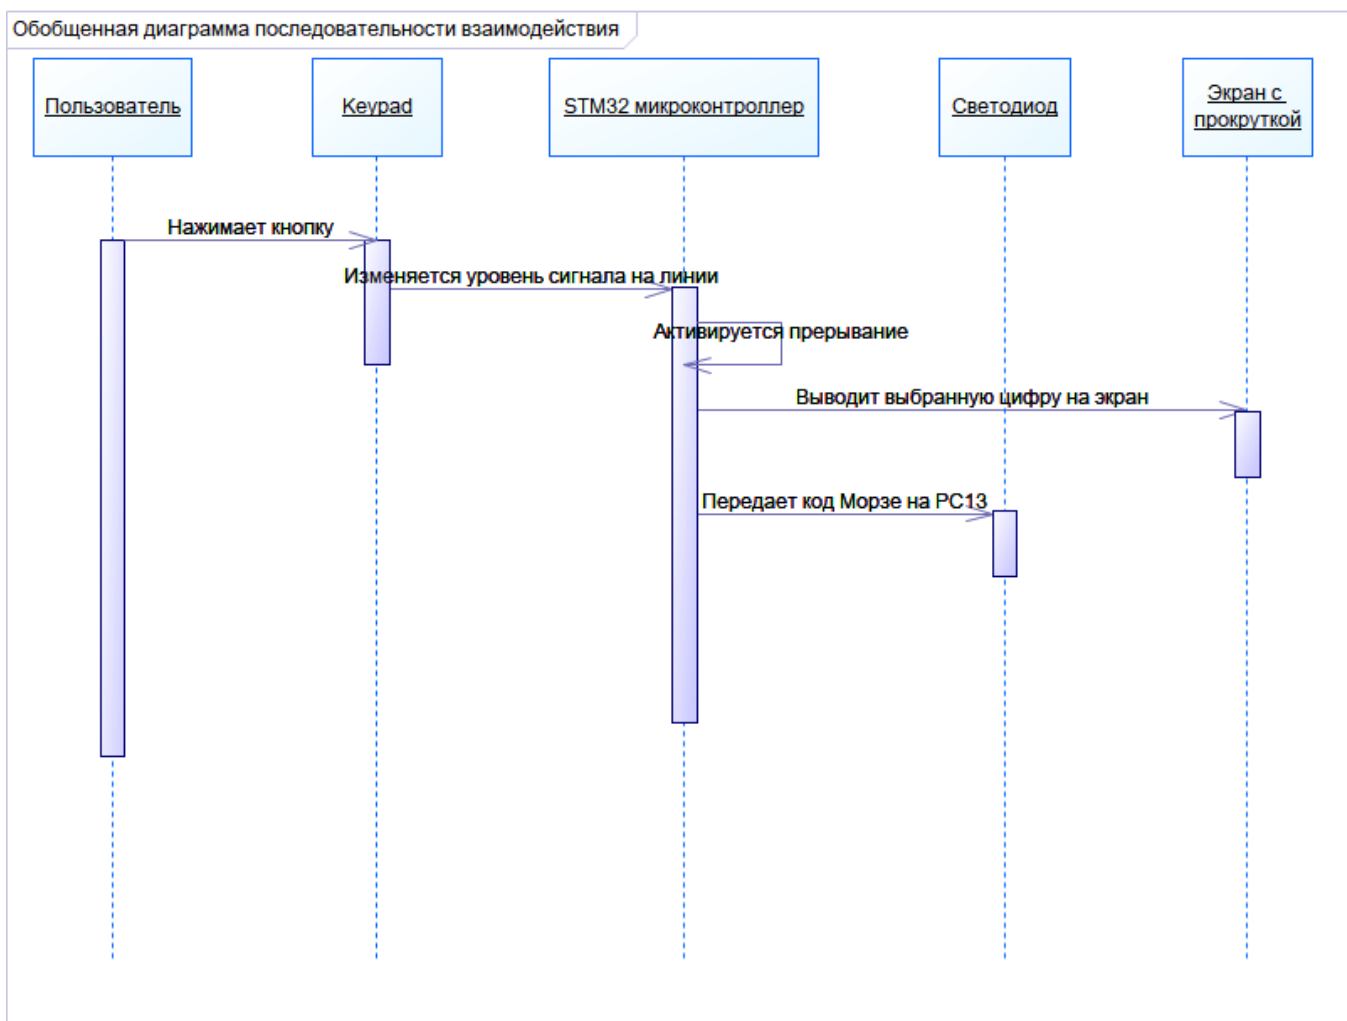 Обобщенная диаграмма последовательности взаимодействия
Пользователь
Keypad
STM32 микроконтроллер
Светодиод
Экран с
прокруткой
Нажимает кнопку
Изменяется уровень сигнала на линии
Активируется прерывание
Выводит выбранную цифру на экран
Передает код Морзе на PC13